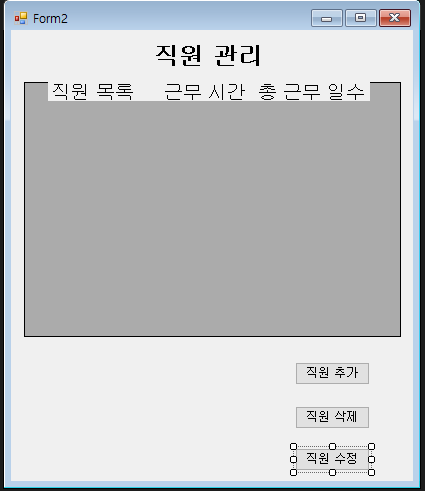 Form2
직원 관리
직원 목록 근무 시간 총 근무 일수
직원 추가
직원 삭제
직원 수정